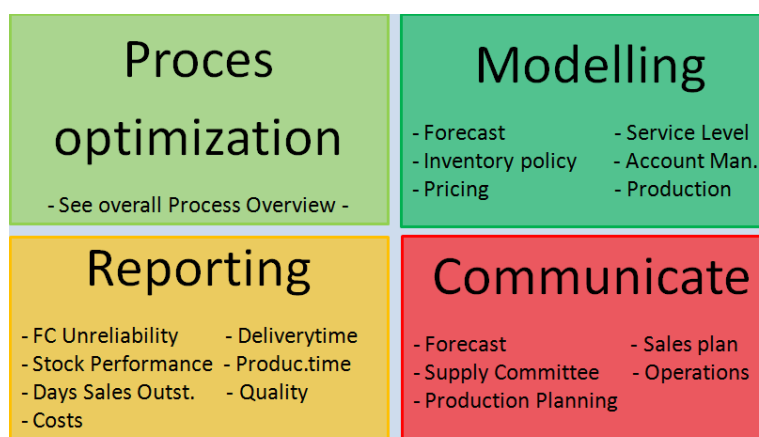 Proces
optimization
- See overall Process Overview -
Modelling
- Forecast - Service Level
- Inventory policy - Account Man.
- Pricing - Production
Reporting
- FC Unreliability - Deliverytime
- Stock Performance - Produc.time
- Days Sales Outst. - Quality
- Costs
Communicate
- Forecast - Sales plan
- Supply Committee - Operations
- Production Planning